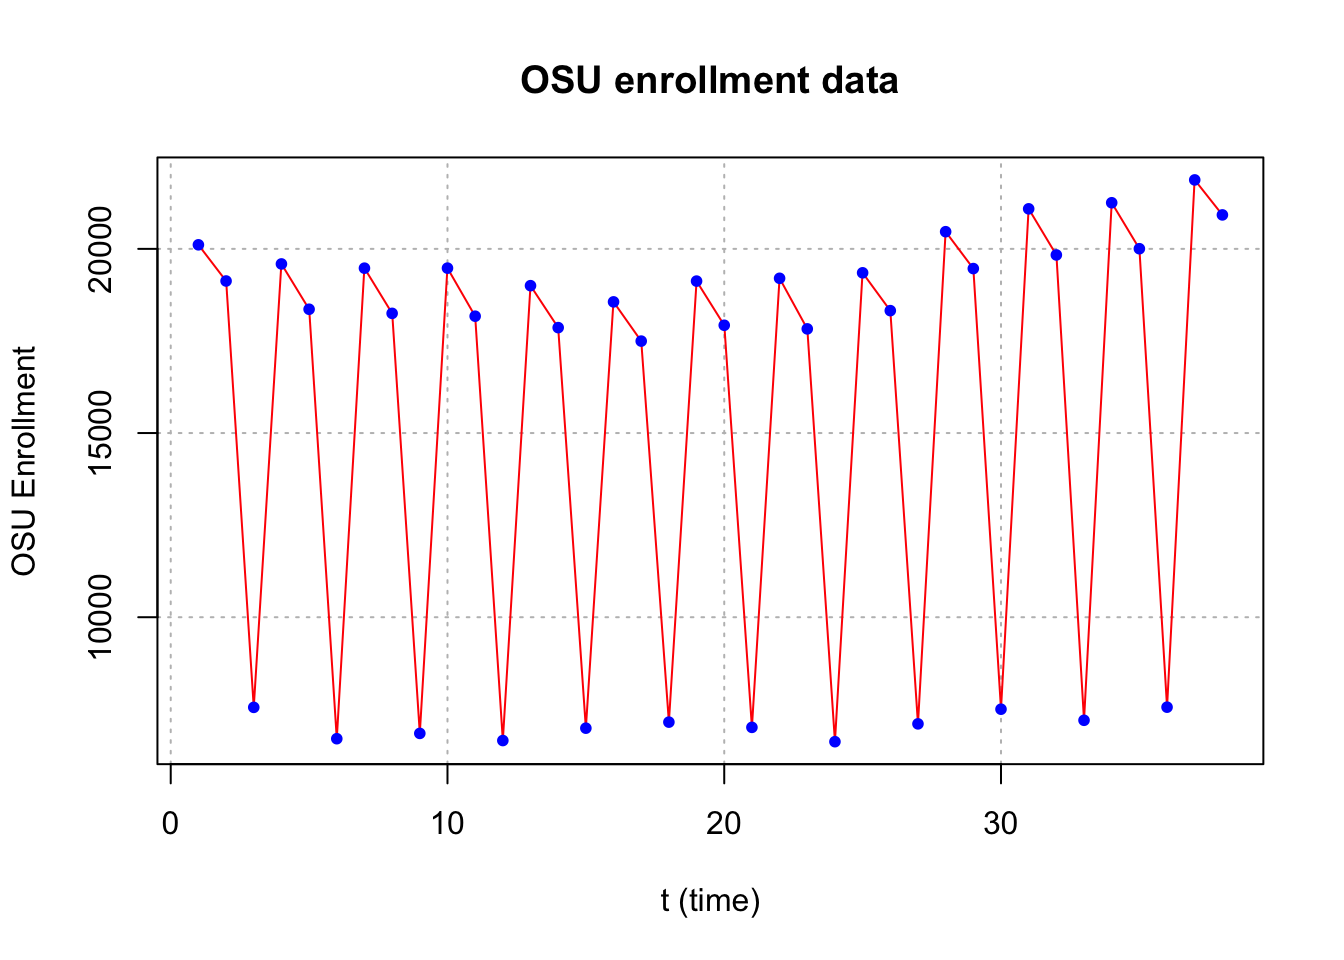 OSU enrollment data
OSU Enrollment
20000
15000
10000
0 10 20 30
t (time)